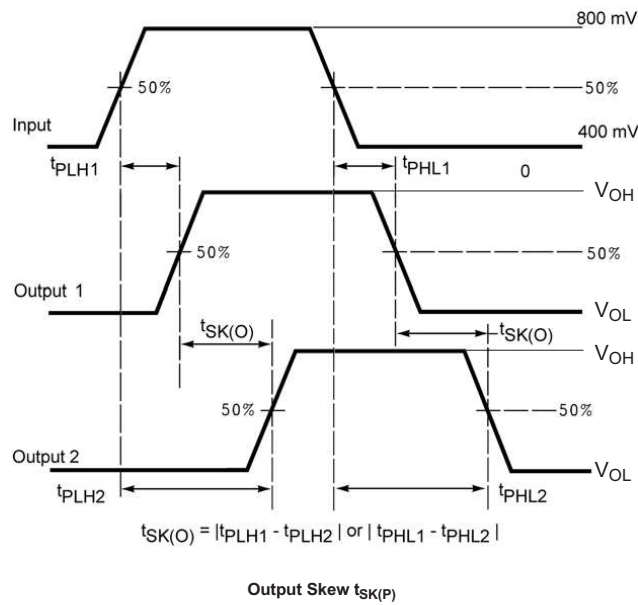 800 mV
50%
50%
Input
400 mV
tPLH1
tPHL1
0
VOH
50%
50%
Output 1
VOL
tSK(O)
tSK(O)
VOH
50%
50%
Output 2
VOL
tPLH2
tPHL2
tSK(O) = |tPLH1 - tPLH2| or | tPHL1 - tPHL2 |
Output Skew tSK(P)